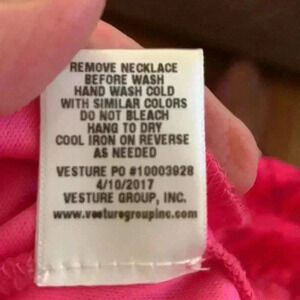 REMOVE NECKLACE
BEFORE WASH
HAND WASH COLD
WITH SIMILAR COLORS
DO NOT BLEACH
HANG TO DRY
COOL IRON ON REVERSE
AS NEEDED
VESTURE PO #10003928
4/10/2017
VESTURE GROUP, INC.
www.vesturegroupinc.com